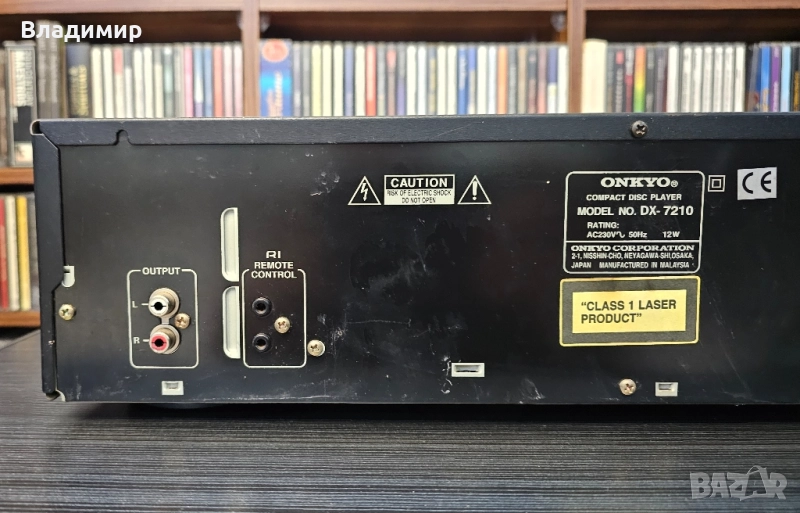 Владимир
CAUTION
RISK OF ELECTRIC SHOCK
DO NOT OPEN
ONKYO®
COMPACT DISC PLAYER
MODEL NO. DX-7210
RATING:
AC230V∿ 50Hz 12W
ONKYO CORPORATION
2-1, NISSHIN-CHO, NEYAGAWA-SHI, OSAKA,
JAPAN MANUFACTURED IN MALAYSIA
CE
"CLASS 1 LASER
PRODUCT"
OUTPUT
L
R
RI
REMOTE
CONTROL
BAZAR